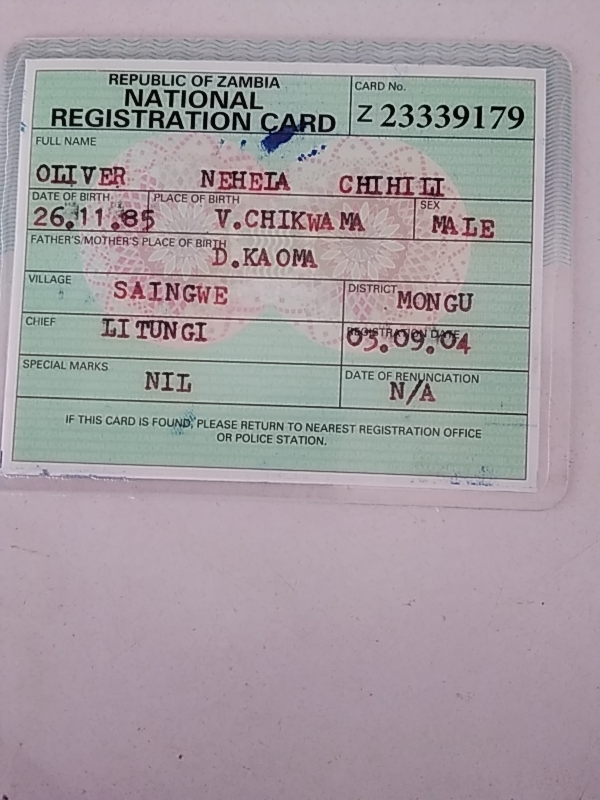 REPUBLIC OF ZAMBIA
NATIONAL
REGISTRATION CARD
CARD No.
Z 23339179
FULL NAME
OLIVER NEHEIA CHIHILI
DATE OF BIRTH
26.11.85
PLACE OF BIRTH
V.CHIKWAMA
SEX
MALE
FATHER'S/MOTHER'S PLACE OF BIRTH
D.KAOMA
VILLAGE
SAINGWE
DISTRICT
MONGU
CHIEF
LITUNGI
REGISTRATION DATE
03.09.04
SPECIAL MARKS
NIL
DATE OF RENUNCIATION
N/A
IF THIS CARD IS FOUND, PLEASE RETURN TO NEAREST REGISTRATION OFFICE
OR POLICE STATION.